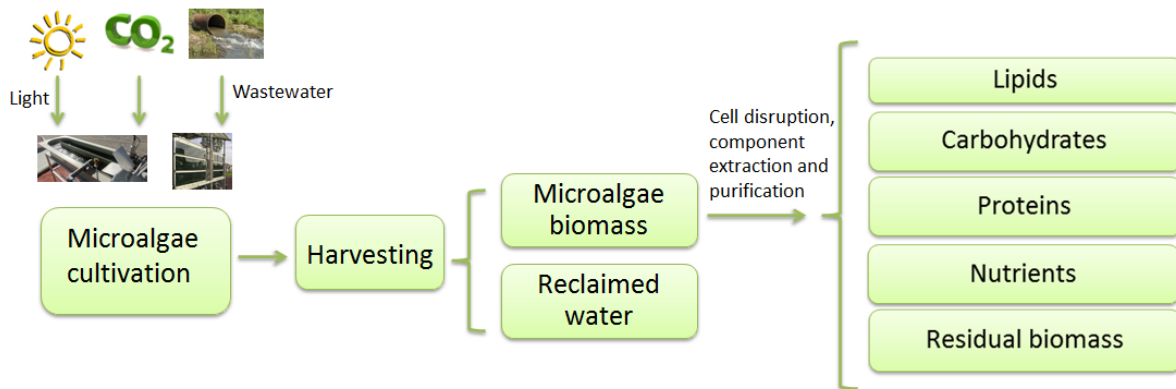 CO2
Light
Wastewater
Microalgae
cultivation
Harvesting
Microalgae
biomass
Reclaimed
water
Cell disruption,
component
extraction and
purification
Lipids
Carbohydrates
Proteins
Nutrients
Residual biomass